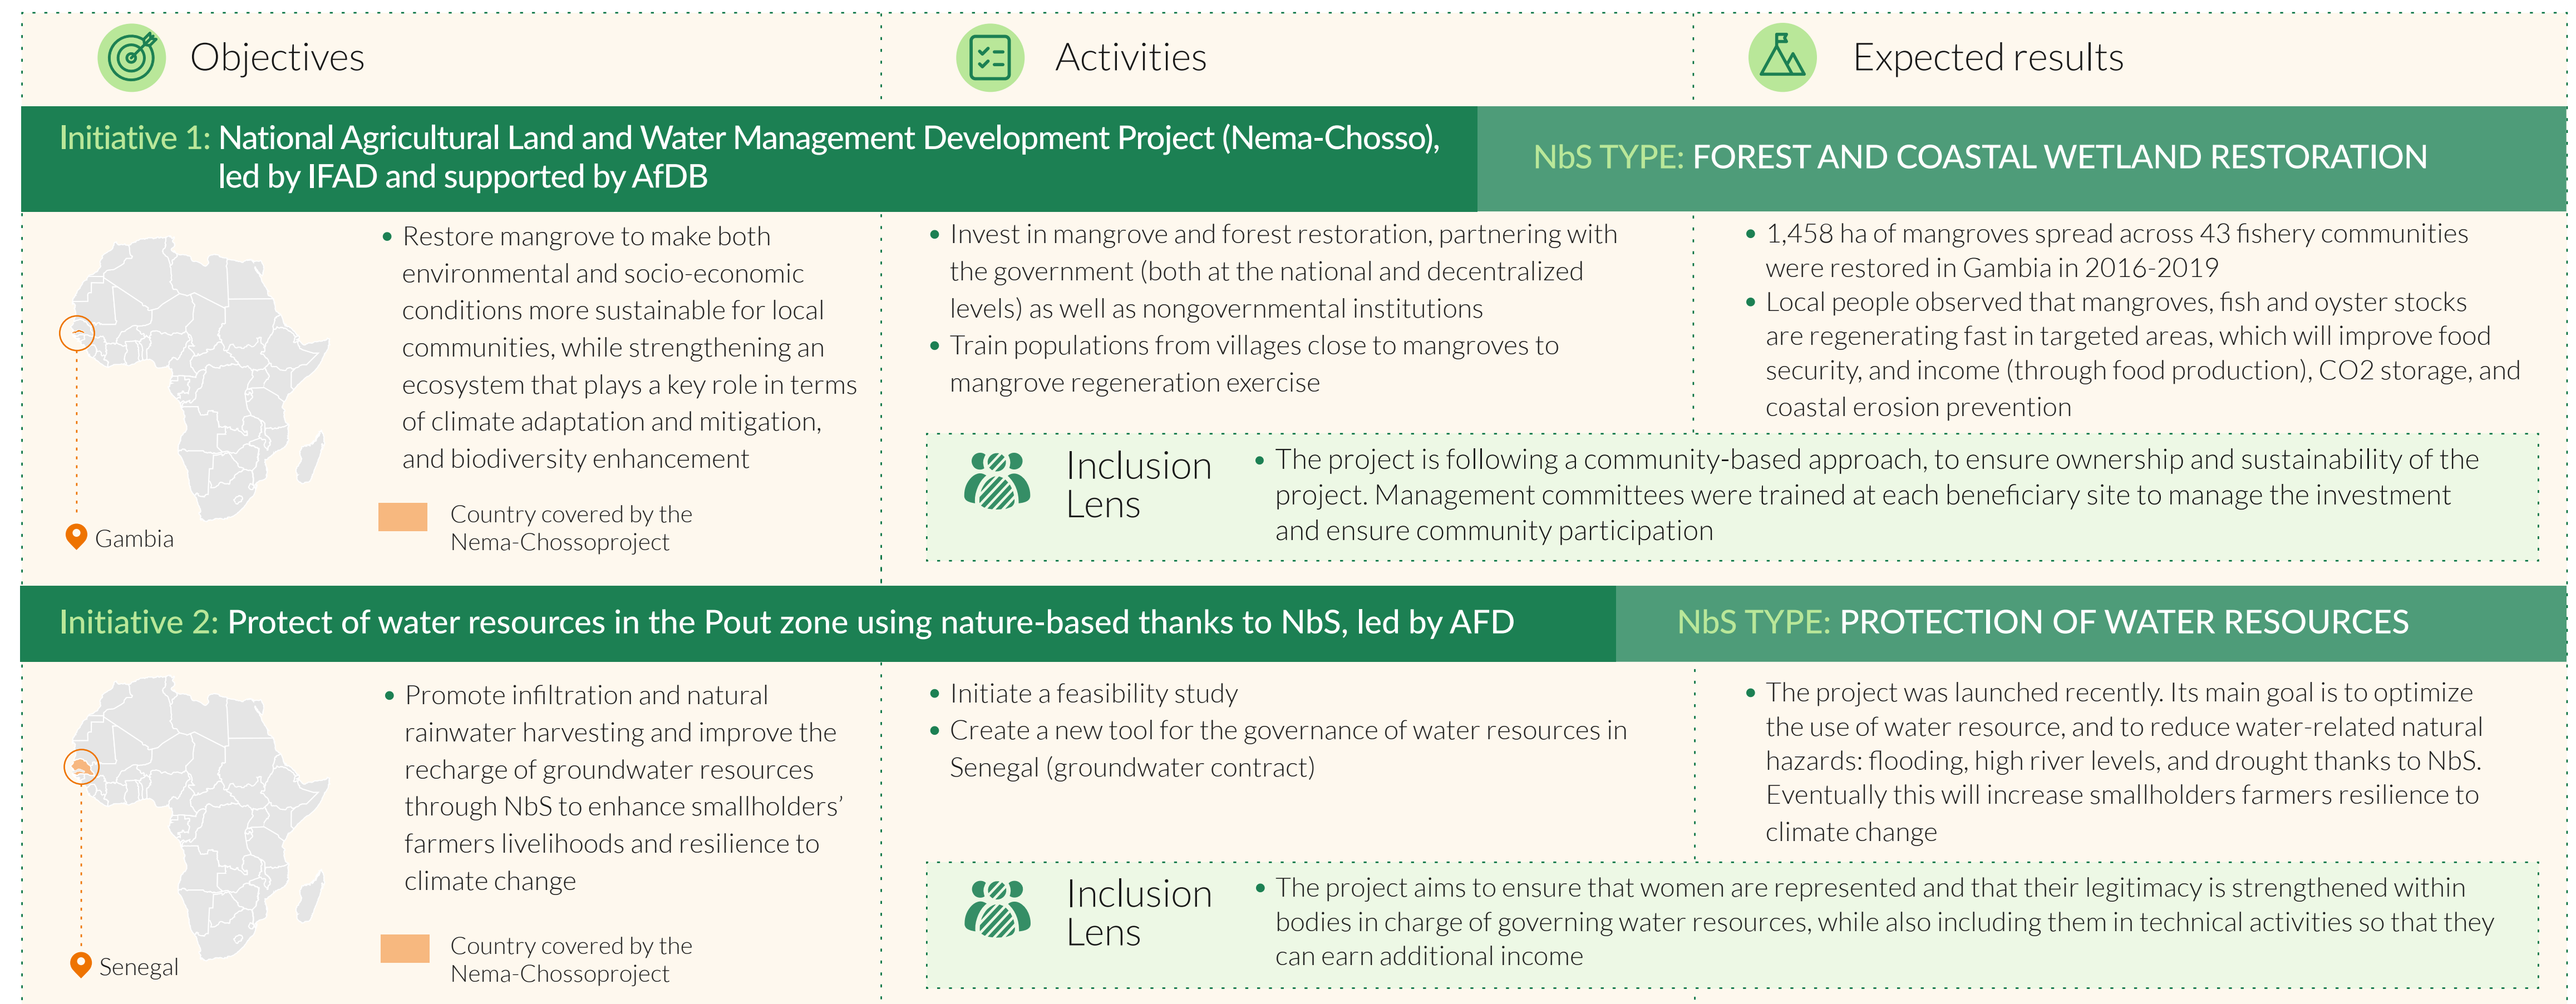 Objectives
Activities
Expected results
Initiative 1: National Agricultural Land and Water Management Development Project (Nema-Chosso),
led by IFAD and supported by AfDB
NbS TYPE: FOREST AND COASTAL WETLAND RESTORATION
Gambia
• Restore mangrove to make both
environmental and socio-economic
conditions more sustainable for local
communities, while strengthening an
ecosystem that plays a key role in terms
of climate adaptation and mitigation,
and biodiversity enhancement
Country covered by the
Nema-Chossoproject
• Invest in mangrove and forest restoration, partnering with
the government (both at the national and decentralized
levels) as well as nongovernmental institutions
• Train populations from villages close to mangroves to
mangrove regeneration exercise
• 1,458 ha of mangroves spread across 43 fishery communities
were restored in Gambia in 2016-2019
• Local people observed that mangroves, fish and oyster stocks
are regenerating fast in targeted areas, which will improve food
security, and income (through food production), CO2 storage, and
coastal erosion prevention
Inclusion
Lens
• The project is following a community-based approach, to ensure ownership and sustainability of the
project. Management committees were trained at each beneficiary site to manage the investment
and ensure community participation
Initiative 2: Protect of water resources in the Pout zone using nature-based thanks to NbS, led by AFD
NbS TYPE: PROTECTION OF WATER RESOURCES
Senegal
• Promote infiltration and natural
rainwater harvesting and improve the
recharge of groundwater resources
through NbS to enhance smallholders’
farmers livelihoods and resilience to
climate change
Country covered by the
Nema-Chossoproject
• Initiate a feasibility study
• Create a new tool for the governance of water resources in
Senegal (groundwater contract)
• The project was launched recently. Its main goal is to optimize
the use of water resource, and to reduce water-related natural
hazards: flooding, high river levels, and drought thanks to NbS.
Eventually this will increase smallholders farmers resilience to
climate change
Inclusion
Lens
• The project aims to ensure that women are represented and that their legitimacy is strengthened within
bodies in charge of governing water resources, while also including them in technical activities so that they
can earn additional income